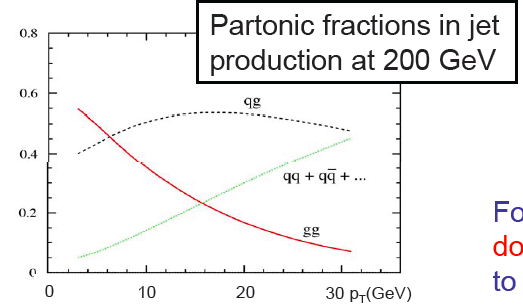 Partonic fractions in jet
production at 200 GeV
0.8
0.6
0.4
0.2
0
qg
qq + qq̅ + ...
gg
0 10 20 30 pT(GeV)
Fo
do
to